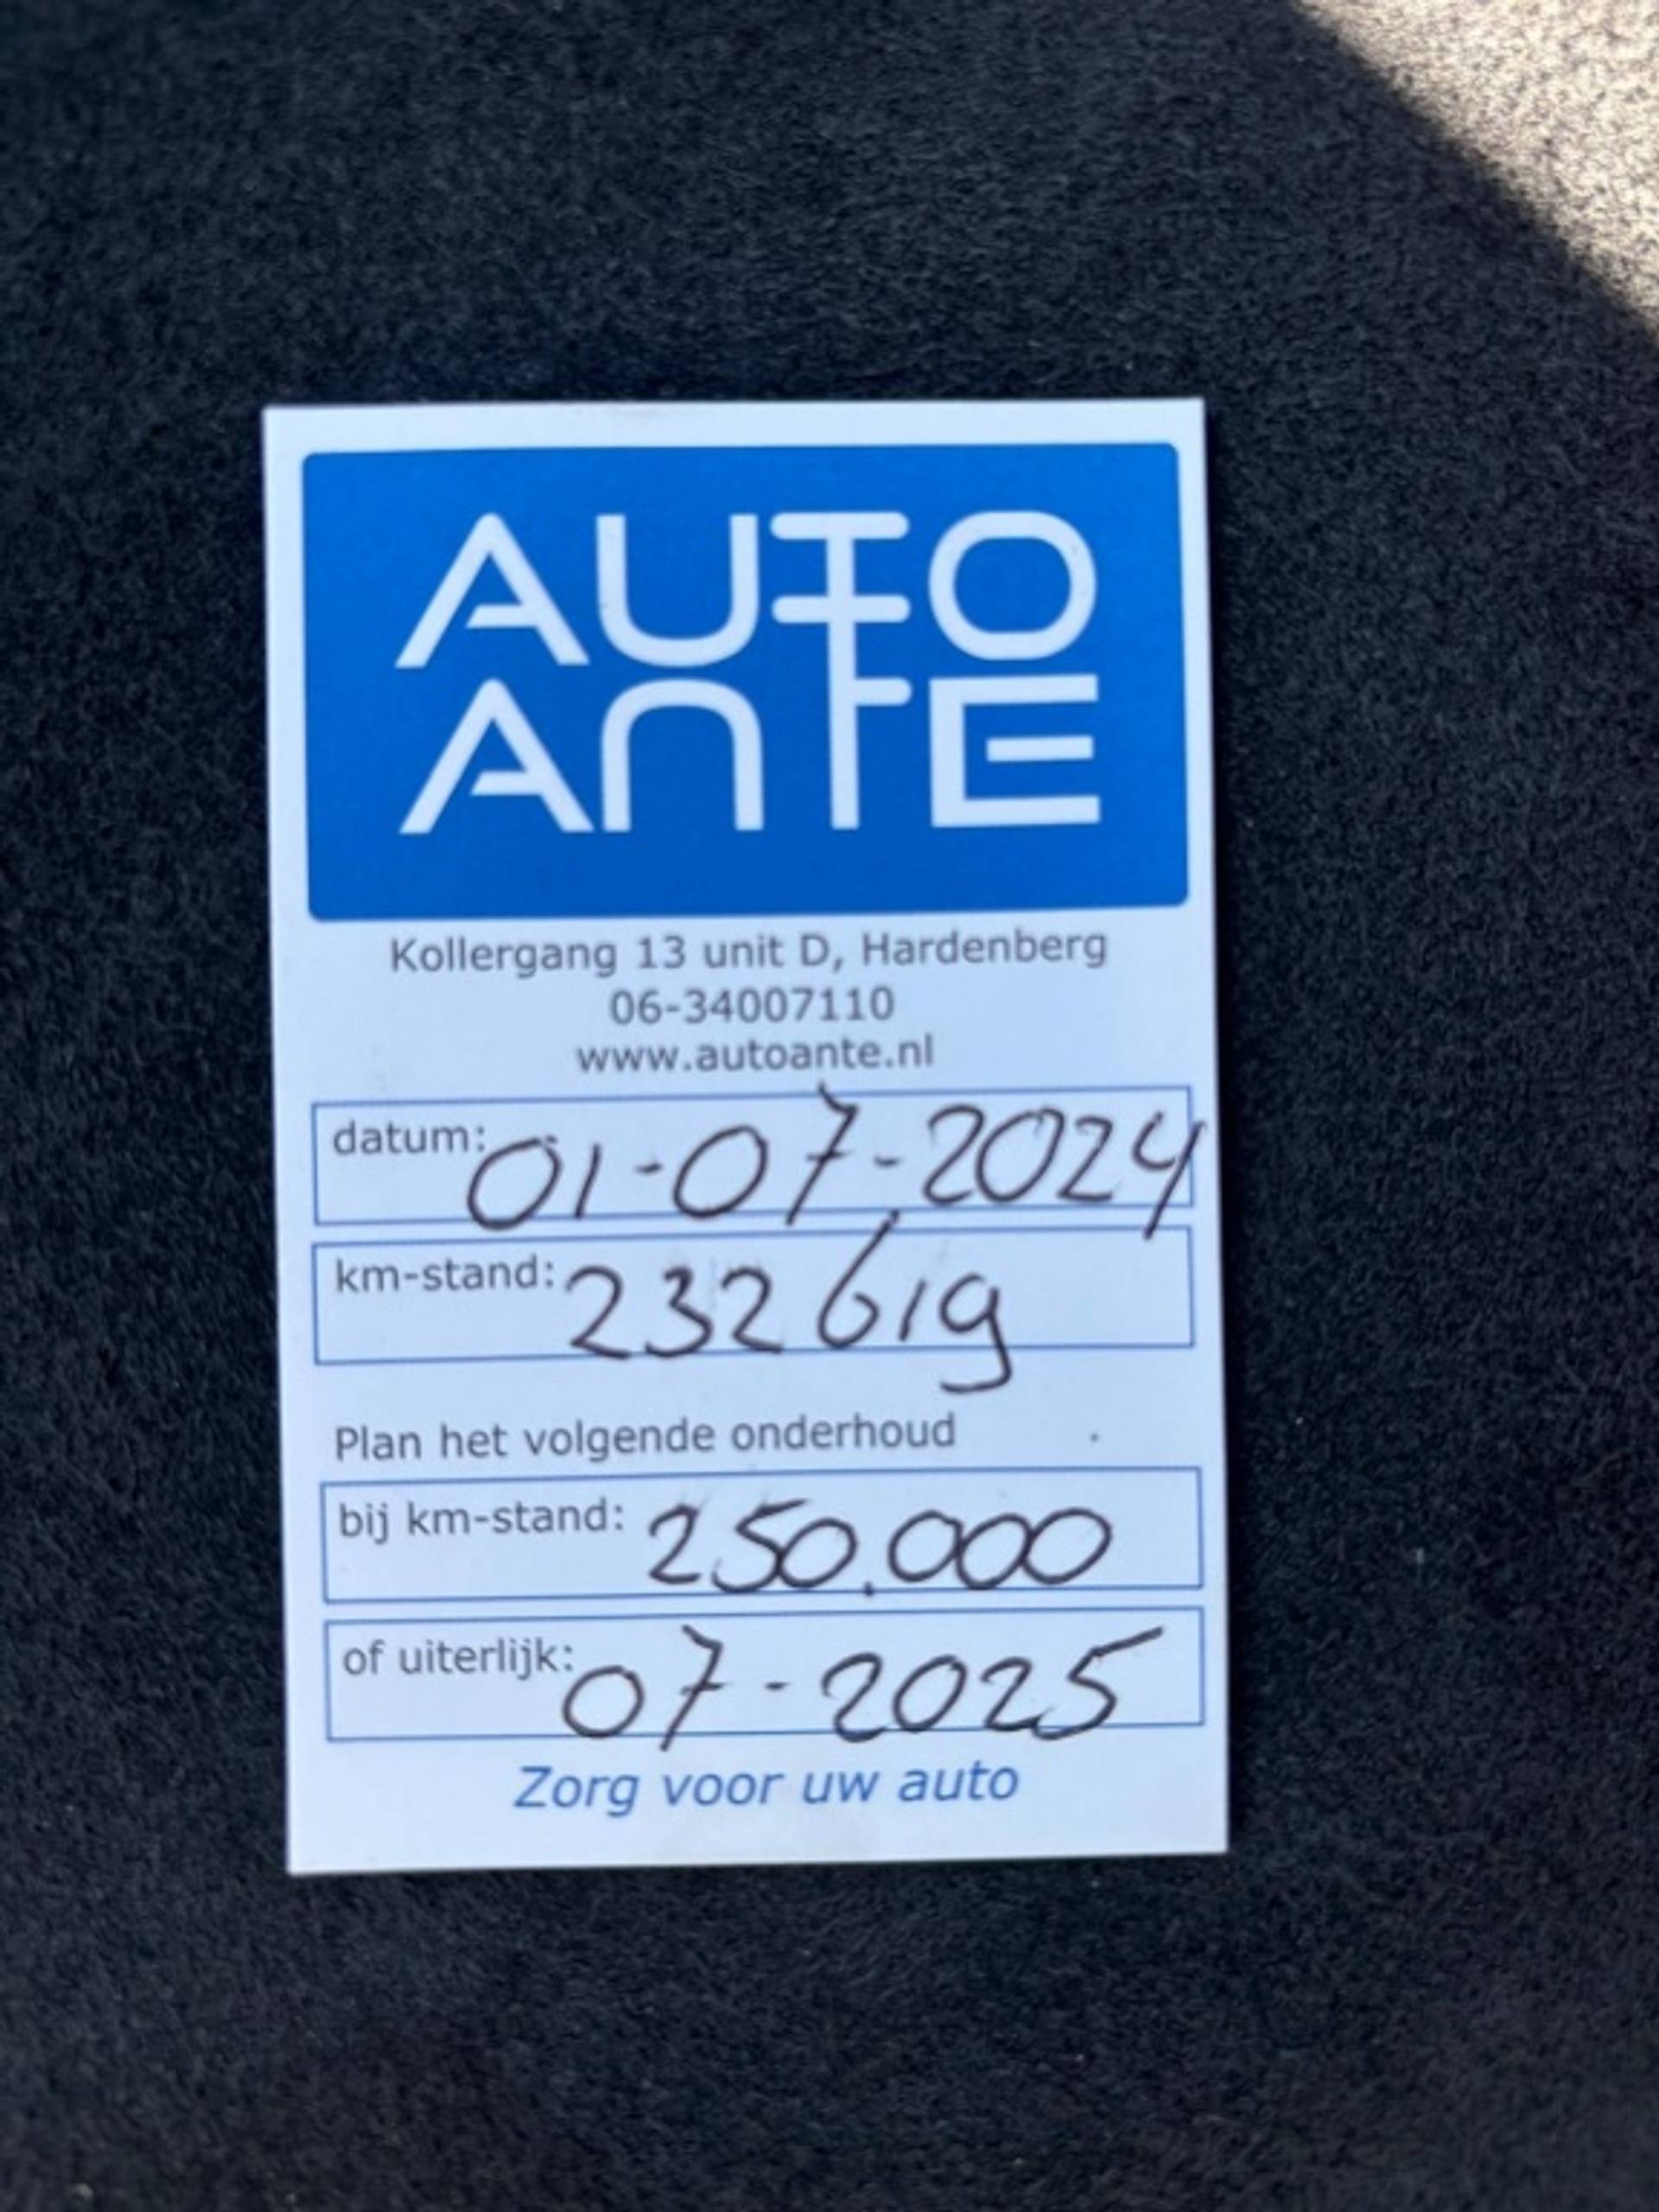 AUTO
ANTE
Kollergang 13 unit D, Hardenberg
06-34007110
www.autoante.nl
datum: 01-07-2024
km-stand: 232619
Plan het volgende onderhoud
bij km-stand: 250.000
of uiterlijk: 07-2025
Zorg voor uw auto